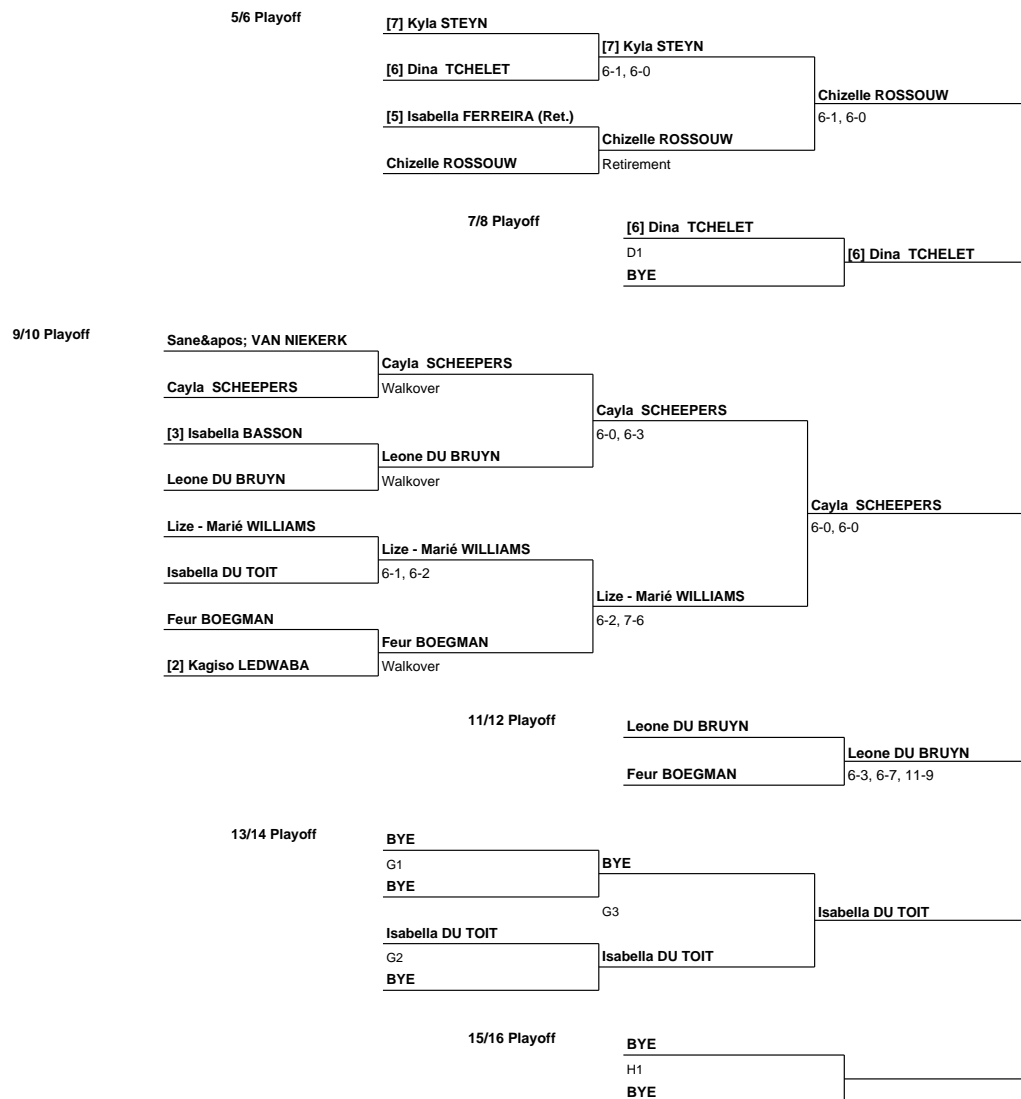 5/6 Playoff
[7] Kyla STEYN
[7] Kyla STEYN
[6] Dina TCHELET
6-1, 6-0
Chizelle ROSSOUW
[5] Isabella FERREIRA (Ret.)
6-1, 6-0
Chizelle ROSSOUW
Chizelle ROSSOUW
Retirement
7/8 Playoff
[6] Dina TCHELET
D1
[6] Dina TCHELET
BYE
9/10 Playoff
Sane&apos; VAN NIEKERK
Cayla SCHEEPERS
Cayla SCHEEPERS
Walkover
Cayla SCHEEPERS
[3] Isabella BASSON
6-0, 6-3
Leone DU BRUYN
Leone DU BRUYN
Walkover
Cayla SCHEEPERS
Lize - Marié WILLIAMS
6-0, 6-0
Lize - Marié WILLIAMS
Isabella DU TOIT
6-1, 6-2
Lize - Marié WILLIAMS
Feur BOEGMAN
6-2, 7-6
Feur BOEGMAN
[2] Kagiso LEDWABA
Walkover
11/12 Playoff
Leone DU BRUYN
Leone DU BRUYN
Feur BOEGMAN
6-3, 6-7, 11-9
13/14 Playoff
BYE
G1
BYE
BYE
G3
Isabella DU TOIT
Isabella DU TOIT
G2
Isabella DU TOIT
BYE
15/16 Playoff
BYE
H1
BYE